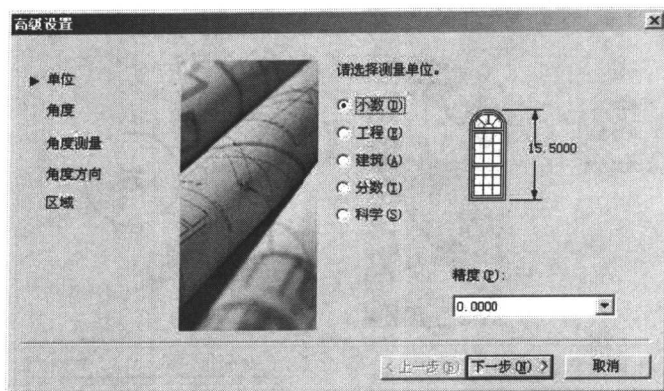 高级设置
单位
角度
角度测量
角度方向
区域
请选择测量单位。
小数(D)
工程(E)
建筑(A)
分数(T)
科学(S)
15.5000
精度(P):
0.0000
< 上一步(B)
下一步(N) >
取消